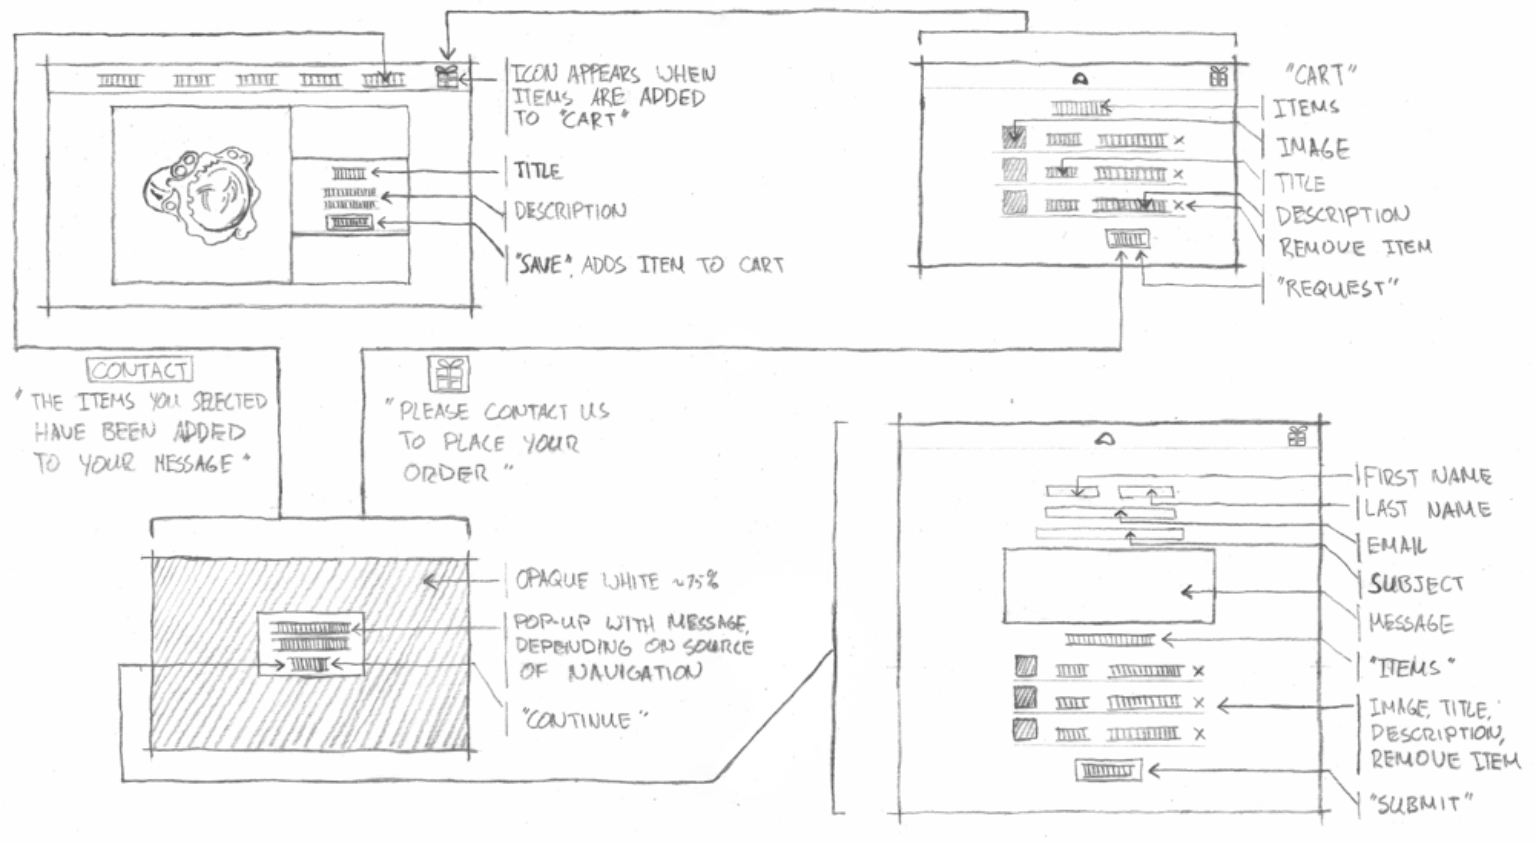 ICON APPEARS WHEN
ITEMS ARE ADDED
TO "CART"
TITLE
DESCRIPTION
"SAVE", ADDS ITEM TO CART
"CART"
ITEMS
IMAGE
TITLE
DESCRIPTION
REMOVE ITEM
"REQUEST"
CONTACT
"THE ITEMS YOU SELECTED
HAVE BEEN ADDED
TO YOUR MESSAGE"
"PLEASE CONTACT US
TO PLACE YOUR
ORDER"
OPAQUE WHITE ~75%
POP-UP WITH MESSAGE,
DEPENDING ON SOURCE
OF NAVIGATION
"CONTINUE"
FIRST NAME
LAST NAME
EMAIL
SUBJECT
MESSAGE
"ITEMS"
IMAGE, TITLE,
DESCRIPTION,
REMOVE ITEM
"SUBMIT"